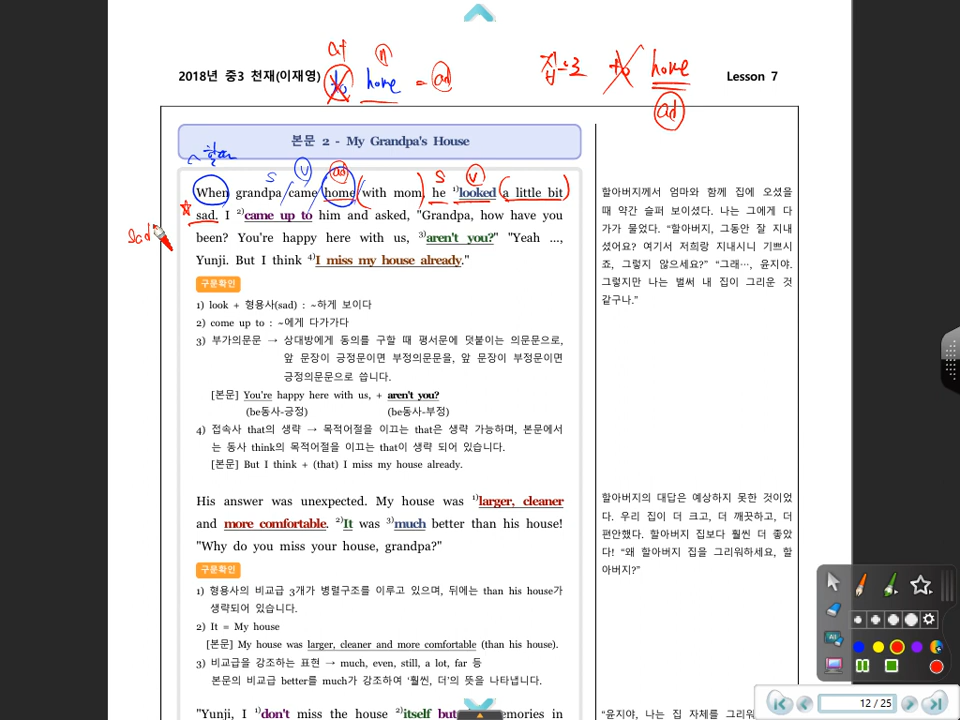 at n
2018년 중3 천재(이재영) to home = ad 집으로 to home Lesson 7
ad
본문 2 - My Grandpa's House
S V ad S V
When grandpa came home with mom, he 1)looked a little bit
sad. I 2)came up to him and asked, "Grandpa, how have you
been? You're happy here with us, 3)aren't you?" "Yeah ...,
Yunji. But I think 4)I miss my house already."
sad
할아버지께서 엄마와 함께 집에 오셨을
때 약간 슬퍼 보이셨다. 나는 그에게 다
가가 물었다. "할아버지, 그동안 잘 지내
셨어요? 여기서 저희랑 지내시니 기쁘시
죠, 그렇지 않으세요?" "그래…, 윤지야.
그렇지만 나는 벌써 내 집이 그리운 것
같구나."
구문확인
1) look + 형용사(sad) : ~하게 보이다
2) come up to : ~에게 다가가다
3) 부가의문문 → 상대방에게 동의를 구할 때 평서문에 덧붙이는 의문문으로,
앞 문장이 긍정문이면 부정의문문을, 앞 문장이 부정문이면
긍정의문문으로 씁니다.
[본문] You're happy here with us, + aren't you?
(be동사-긍정) (be동사-부정)
4) 접속사 that의 생략 → 목적어절을 이끄는 that은 생략 가능하며, 본문에서
는 동사 think의 목적어절을 이끄는 that이 생략 되어 있습니다.
[본문] But I think + (that) I miss my house already.
His answer was unexpected. My house was 1)larger, cleaner
and more comfortable. 2)It was 3)much better than his house!
"Why do you miss your house, grandpa?"
할아버지의 대답은 예상하지 못한 것이었
다. 우리 집이 더 크고, 더 깨끗하고, 더
편안했다. 할아버지 집보다 훨씬 더 좋았
다! "왜 할아버지 집을 그리워하세요, 할
아버지?"
구문확인
1) 형용사의 비교급 3개가 병렬구조를 이루고 있으며, 뒤에는 than his house가
생략되어 있습니다.
2) It = My house
[본문] My house was larger, cleaner and more comfortable (than his house).
3) 비교급을 강조하는 표현 → much, even, still, a lot, far 등
본문의 비교급 better를 much가 강조하여 '훨씬, 더'의 뜻을 나타냅니다.
"Yunji, I 1)don't miss the house 2)itself but memories in
"윤지야, 나는 집 자체를 그리워
12 / 25